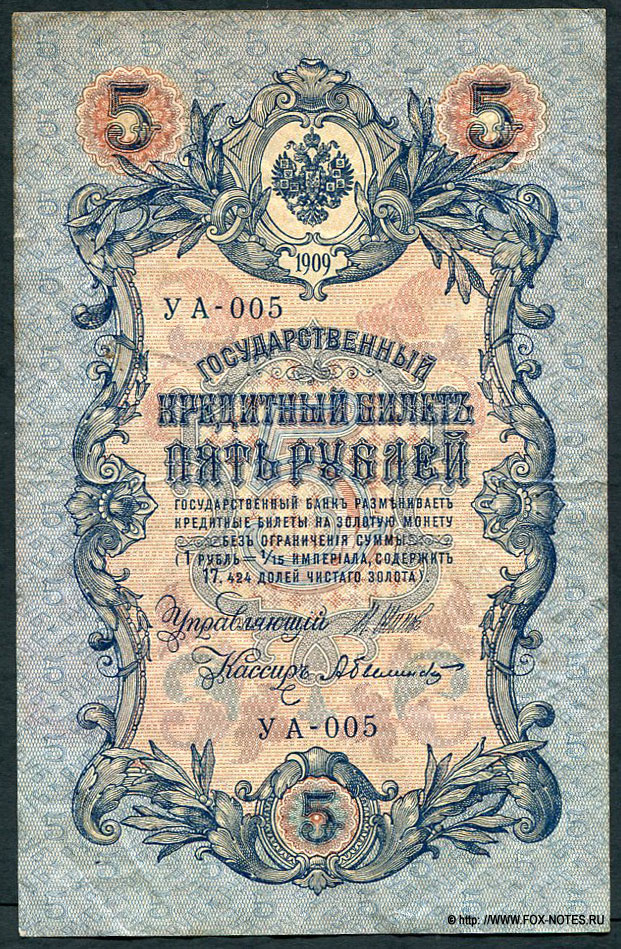 5 5
1909
УА-005
ГОСУДАРСТВЕННЫЙ
КРЕДИТНЫЙ БИЛЕТЪ
ПЯТЬ РУБЛЕЙ
ГОСУДАРСТВЕННЫЙ БАНКЪ РАЗМѢНИВАЕТЪ
КРЕДИТНЫЕ БИЛЕТЫ НА ЗОЛОТУЮ МОНЕТУ
БЕЗЪ ОГРАНИЧЕНІЯ СУММЫ
(1 РУБЛЬ = 1/15 ИМПЕРІАЛА, СОДЕРЖИТЪ
17,424 ДОЛЕЙ ЧИСТАГО ЗОЛОТА).
Управляющій
Кассиръ
УА-005
5
© http: //WWW.FOX-NOTES.RU